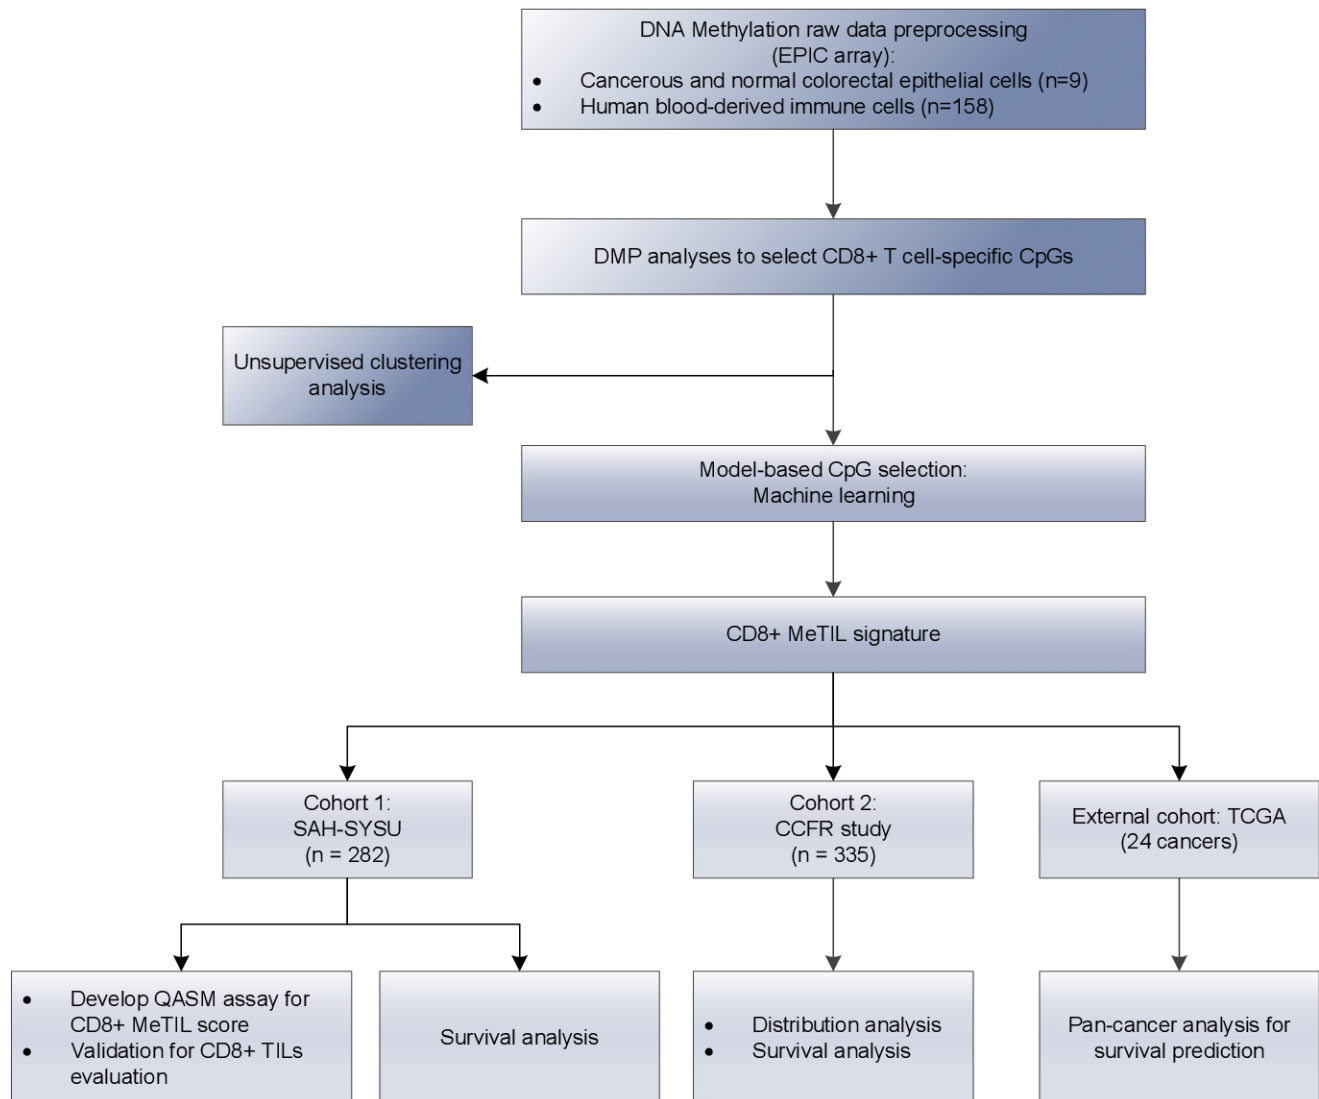 DNA Methylation raw data preprocessing
(EPIC array):
• Cancerous and normal colorectal epithelial cells (n=9)
• Human blood-derived immune cells (n=158)
DMP analyses to select CD8+ T cell-specific CpGs
Unsupervised clustering
analysis
Model-based CpG selection:
Machine learning
CD8+ MeTIL signature
Cohort 1:
SAH-SYSU
(n = 282)
Cohort 2:
CCFR study
(n = 335)
External cohort: TCGA
(24 cancers)
• Develop QASM assay for
CD8+ MeTIL score
• Validation for CD8+ TILs
evaluation
Survival analysis
• Distribution analysis
• Survival analysis
Pan-cancer analysis for
survival prediction